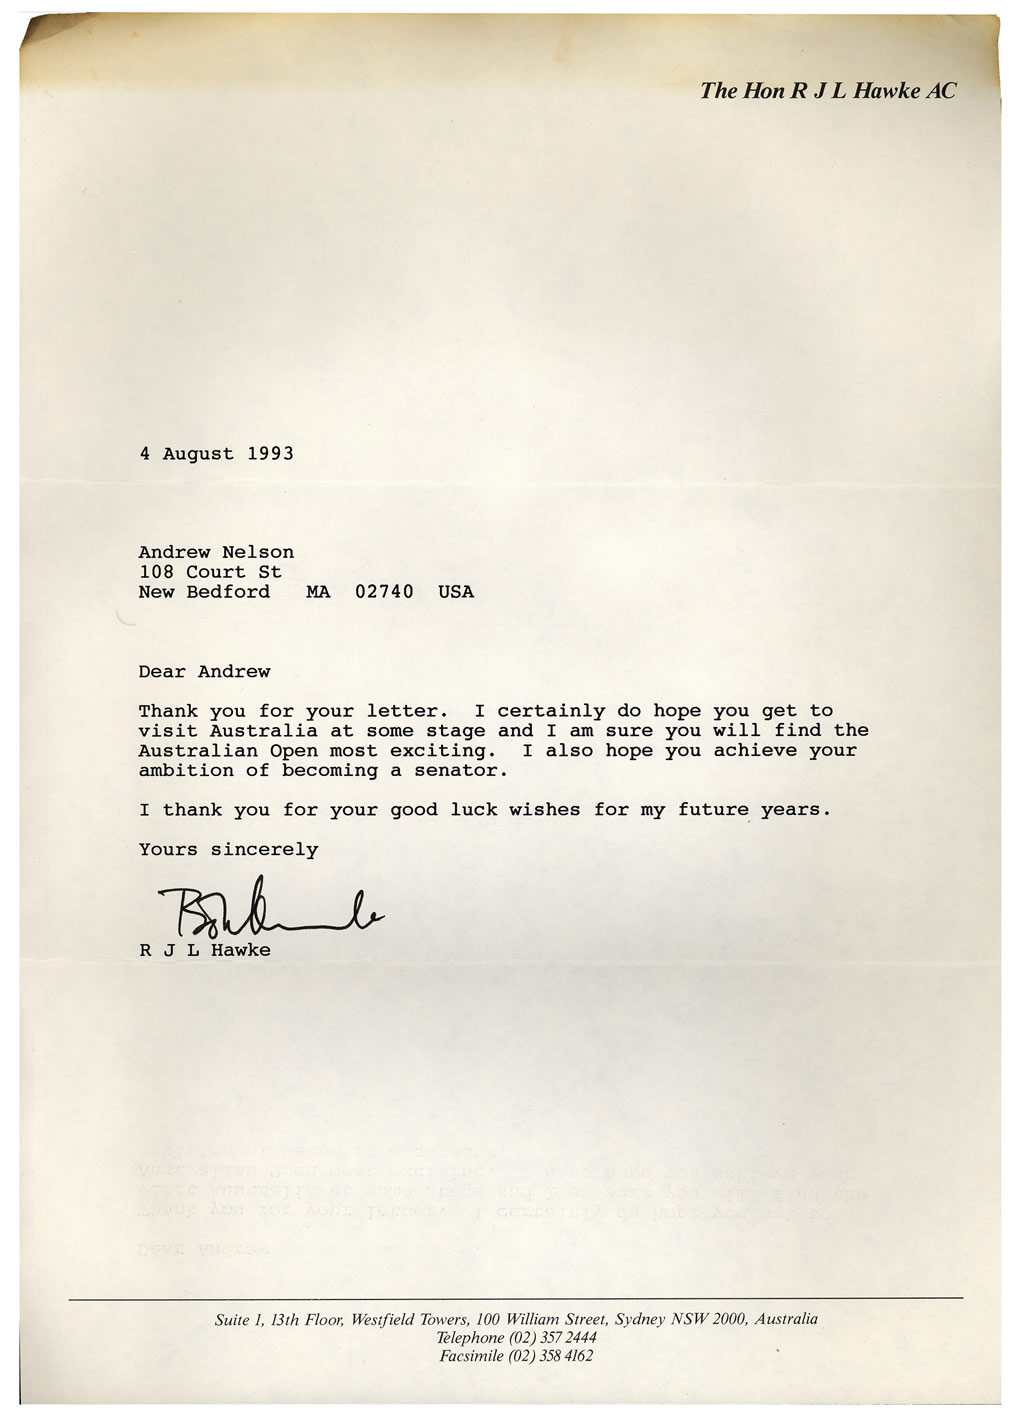 The Hon R J L Hawke AC
4 August 1993
Andrew Nelson
108 Court St
New Bedford   MA  02740  USA
Dear Andrew
Thank you for your letter.  I certainly do hope you get to
visit Australia at some stage and I am sure you will find the
Australian Open most exciting.  I also hope you achieve your
ambition of becoming a senator.
I thank you for your good luck wishes for my future years.
Yours sincerely
Bob Hawke
R J L Hawke
Suite 1, 13th Floor, Westfield Towers, 100 William Street, Sydney NSW 2000, Australia
Telephone (02) 357 2444
Facsimile (02) 358 4162